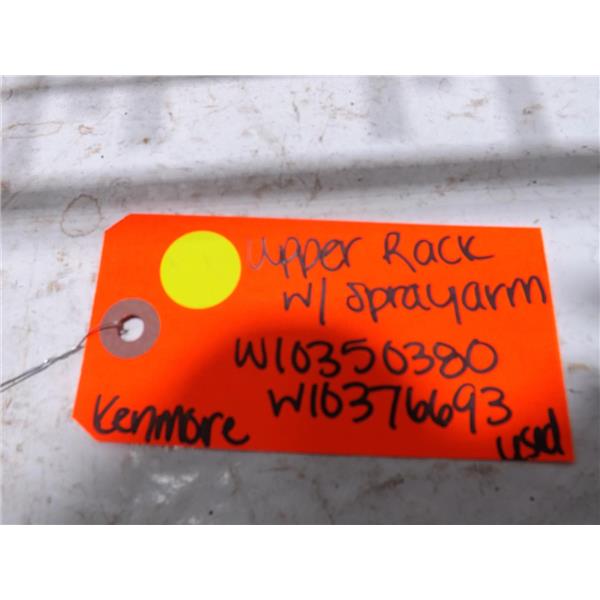 Upper Rack
W/ Sprayarm
W10350380
W10376693
Kenmore
used